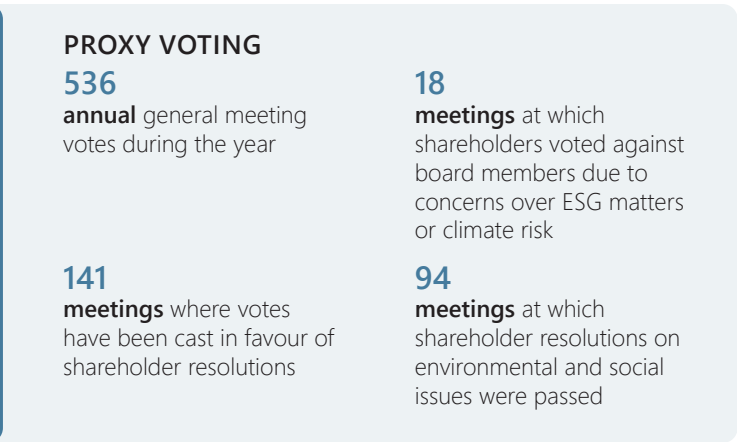 PROXY VOTING
536
annual general meeting
votes during the year
18
meetings at which
shareholders voted against
board members due to
concerns over ESG matters
or climate risk
141
meetings where votes
have been cast in favour of
shareholder resolutions
94
meetings at which
shareholder resolutions on
environmental and social
issues were passed